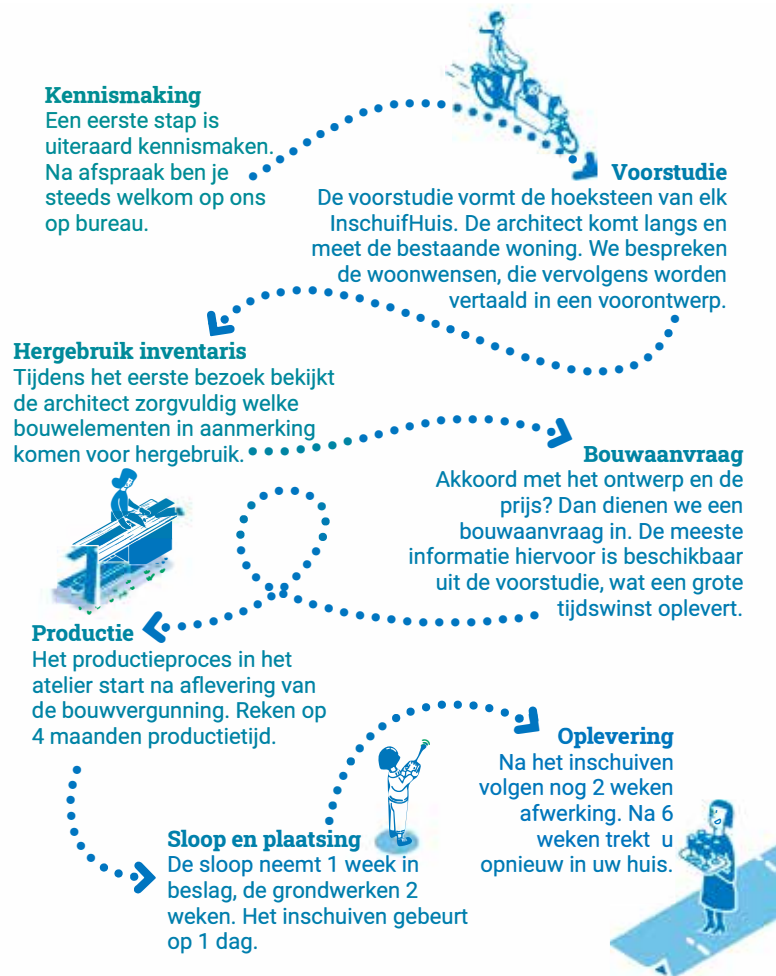 Kennismaking
Een eerste stap is
uiteraard kennismaken.
Na afspraak ben je
steeds welkom op ons
op bureau.
Voorstudie
De voorstudie vormt de hoeksteen van elk
InschuifHuis. De architect komt langs en
meet de bestaande woning. We bespreken
de woonwensen, die vervolgens worden
vertaald in een voorontwerp.
Hergebruik inventaris
Tijdens het eerste bezoek bekijkt
de architect zorgvuldig welke
bouwelementen in aanmerking
komen voor hergebruik.
Bouwaanvraag
Akkoord met het ontwerp en de
prijs? Dan dienen we een
bouwaanvraag in. De meeste
informatie hiervoor is beschikbaar
uit de voorstudie, wat een grote
tijdswinst oplevert.
Productie
Het productieproces in het
atelier start na aflevering van
de bouwvergunning. Reken op
4 maanden productietijd.
Sloop en plaatsing
De sloop neemt 1 week in
beslag, de grondwerken 2
weken. Het inschuiven gebeurt
op 1 dag.
Oplevering
Na het inschuiven
volgen nog 2 weken
afwerking. Na 6
weken trekt u
opnieuw in uw huis.